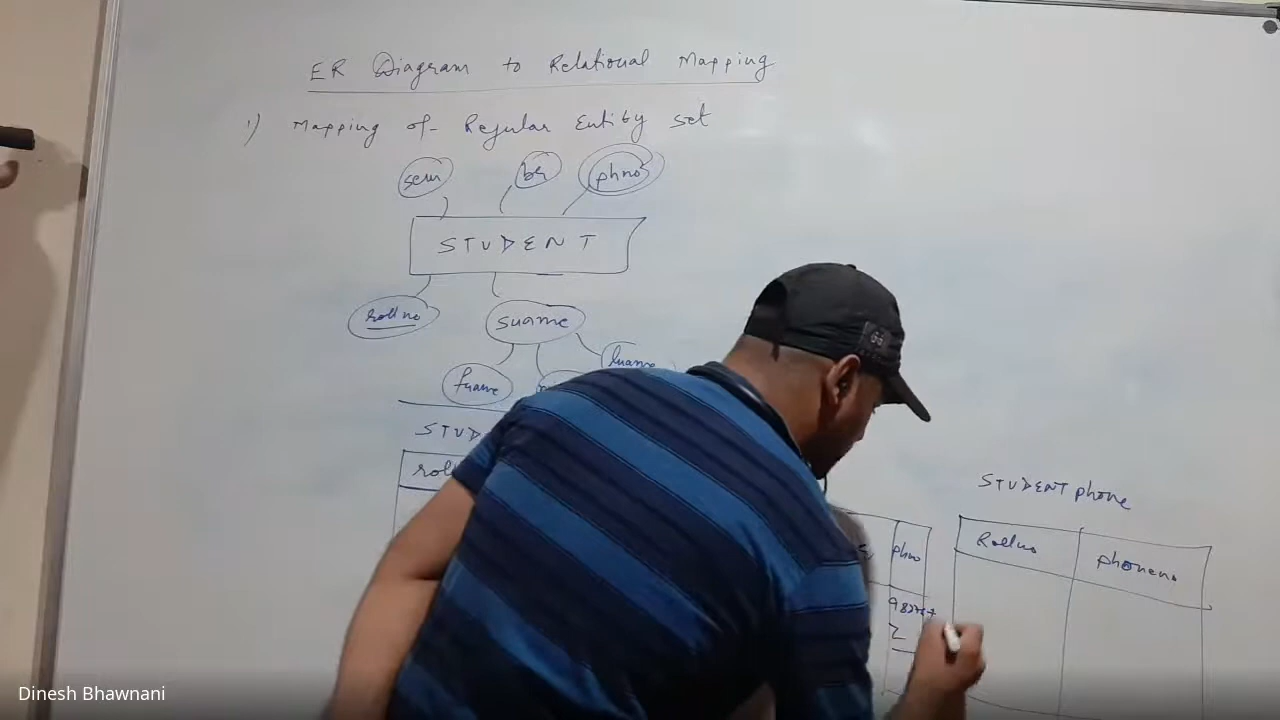 ER Diagram to Relational Mapping
1) Mapping of Regular Entity set
sem br phno
STUDENT
rollno sname
fname lname
STUD
roll
STUDENT phone
phno Rollno phoneno
Dinesh Bhawnani